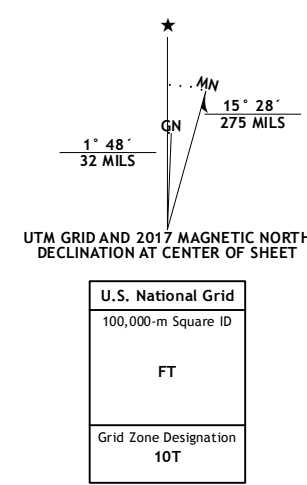 MN
GN
15° 28´
275 MILS
1° 48´
32 MILS
UTM GRID AND 2017 MAGNETIC NORTH
DECLINATION AT CENTER OF SHEET
U.S. National Grid
100,000-m Square ID
FT
Grid Zone Designation
10T